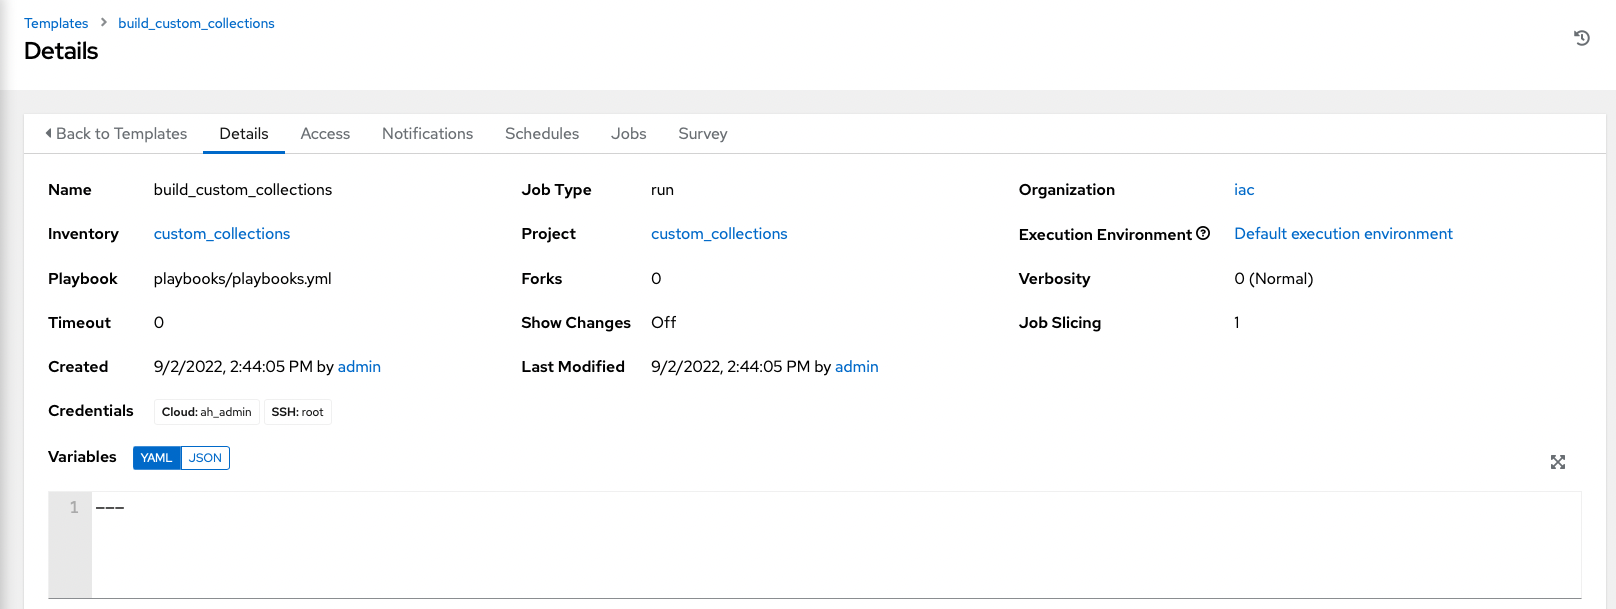 Templates > build_custom_collections
Details
Back to Templates Details Access Notifications Schedules Jobs Survey
Name build_custom_collections Job Type run Organization iac
Inventory custom_collections Project custom_collections Execution Environment Default execution environment
Playbook playbooks/playbooks.yml Forks 0 Verbosity 0 (Normal)
Timeout 0 Show Changes Off Job Slicing 1
Created 9/2/2022, 2:44:05 PM by admin Last Modified 9/2/2022, 2:44:05 PM by admin
Credentials Cloud: ah_admin SSH: root
Variables YAML JSON
1 ---